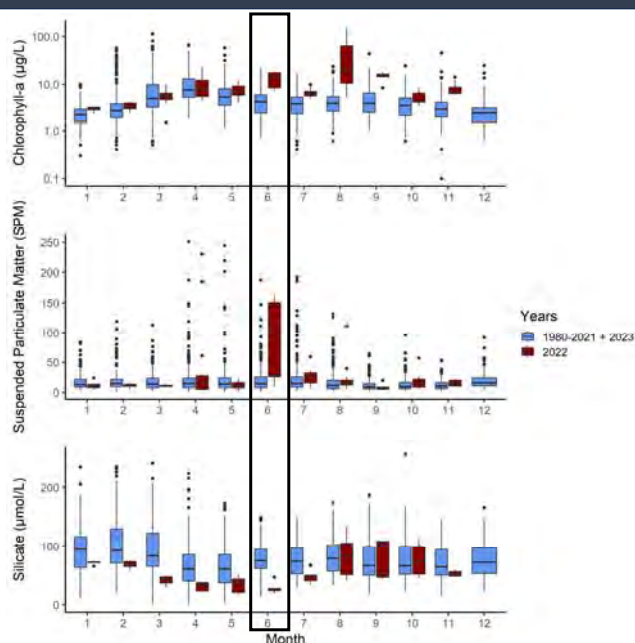 Chlorophyll-a (µg/L)
100.0
10.0
1.0
0.1
1 2 3 4 5 6 7 8 9 10 11 12
Suspended Particulate Matter (SPM)
250
200
150
100
50
0
1 2 3 4 5 6 7 8 9 10 11 12
Years
1980-2021 + 2023
2022
Silicate (µmol/L)
200
100
0
1 2 3 4 5 6 7 8 9 10 11 12
Month